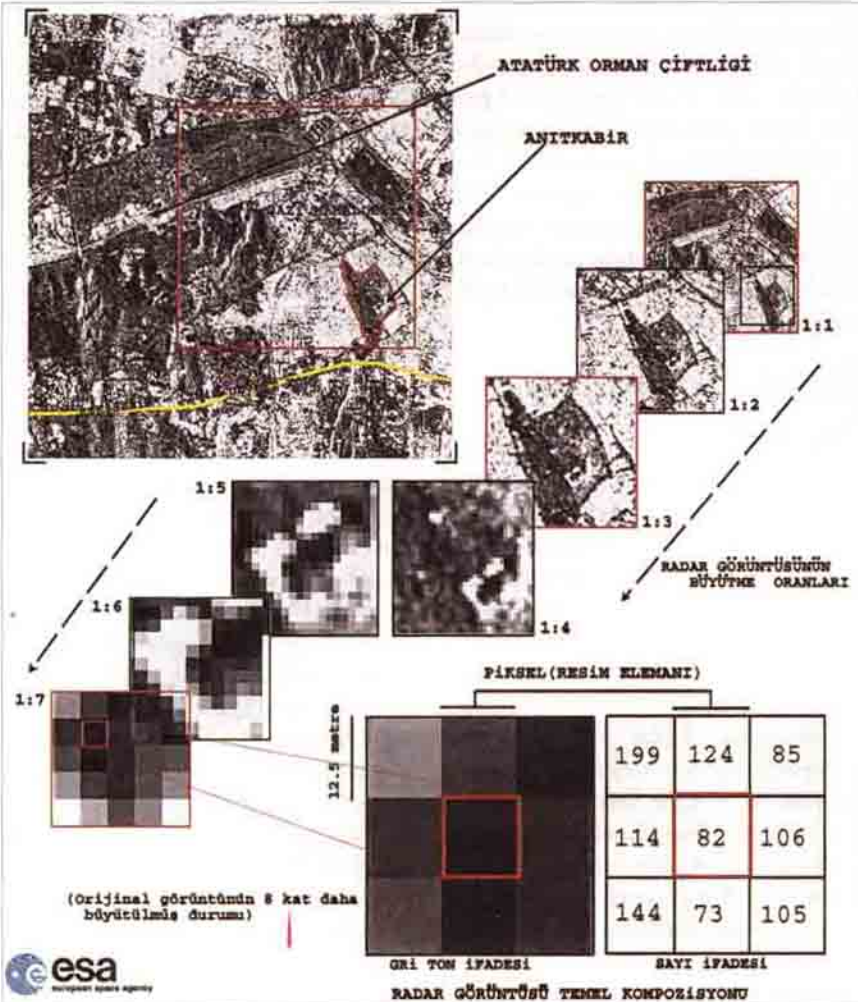 ATATÜRK ORMAN ÇİFTLİĞİ
ANITKABİR
1:1
1:2
1:3
1:5
1:4
RADAR GÖRÜNTÜSÜNÜN
BÜYÜTME ORANLARI
1:6
1:7
PİKSEL(RESİM ELEMANI)
12.5 metre
199 124 85
114 82 106
144 73 105
(Orijinal görüntünün 8 kat daha
büyütülmüş durumu)
GRİ TON İFADESİ
SAYI İFADESİ
esa
european space agency
RADAR GÖRÜNTÜSÜ TEMEL KOMPOZİSYONU